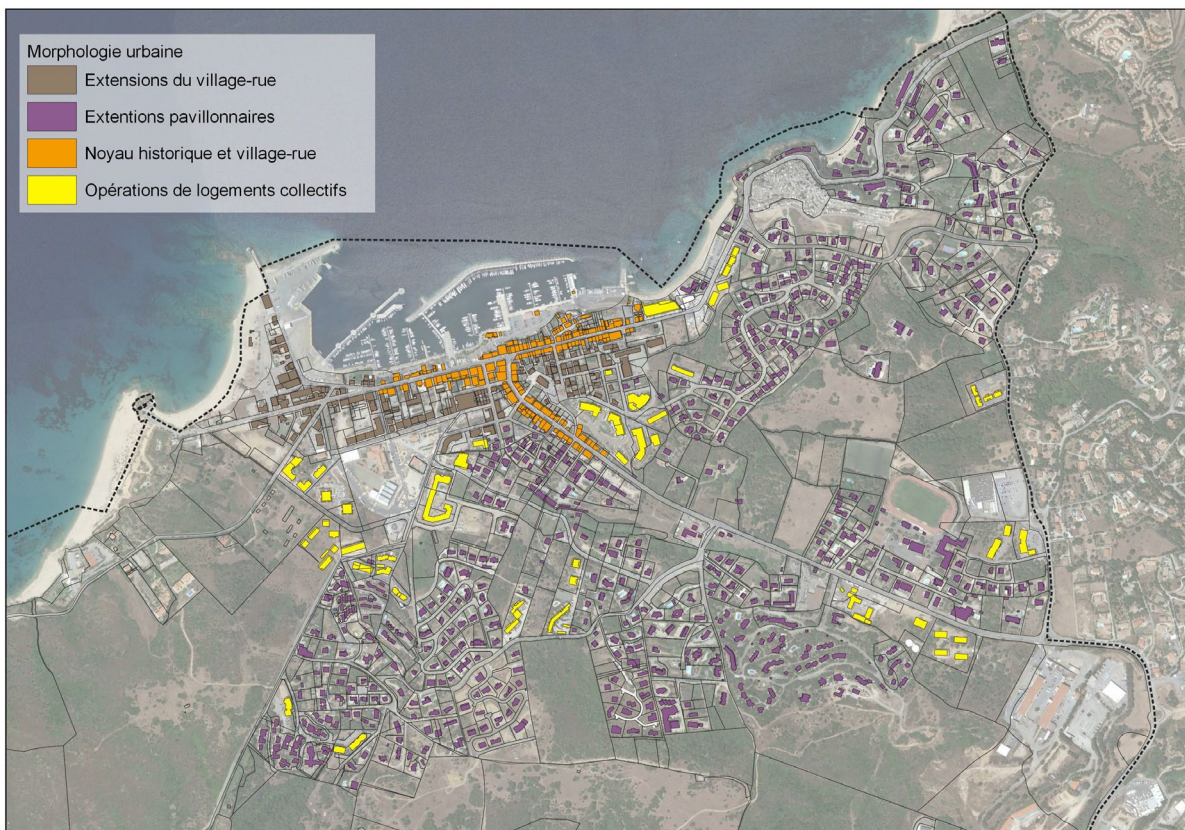 Morphologie urbaine
Extensions du village-rue
Extentions pavillonnaires
Noyau historique et village-rue
Opérations de logements collectifs